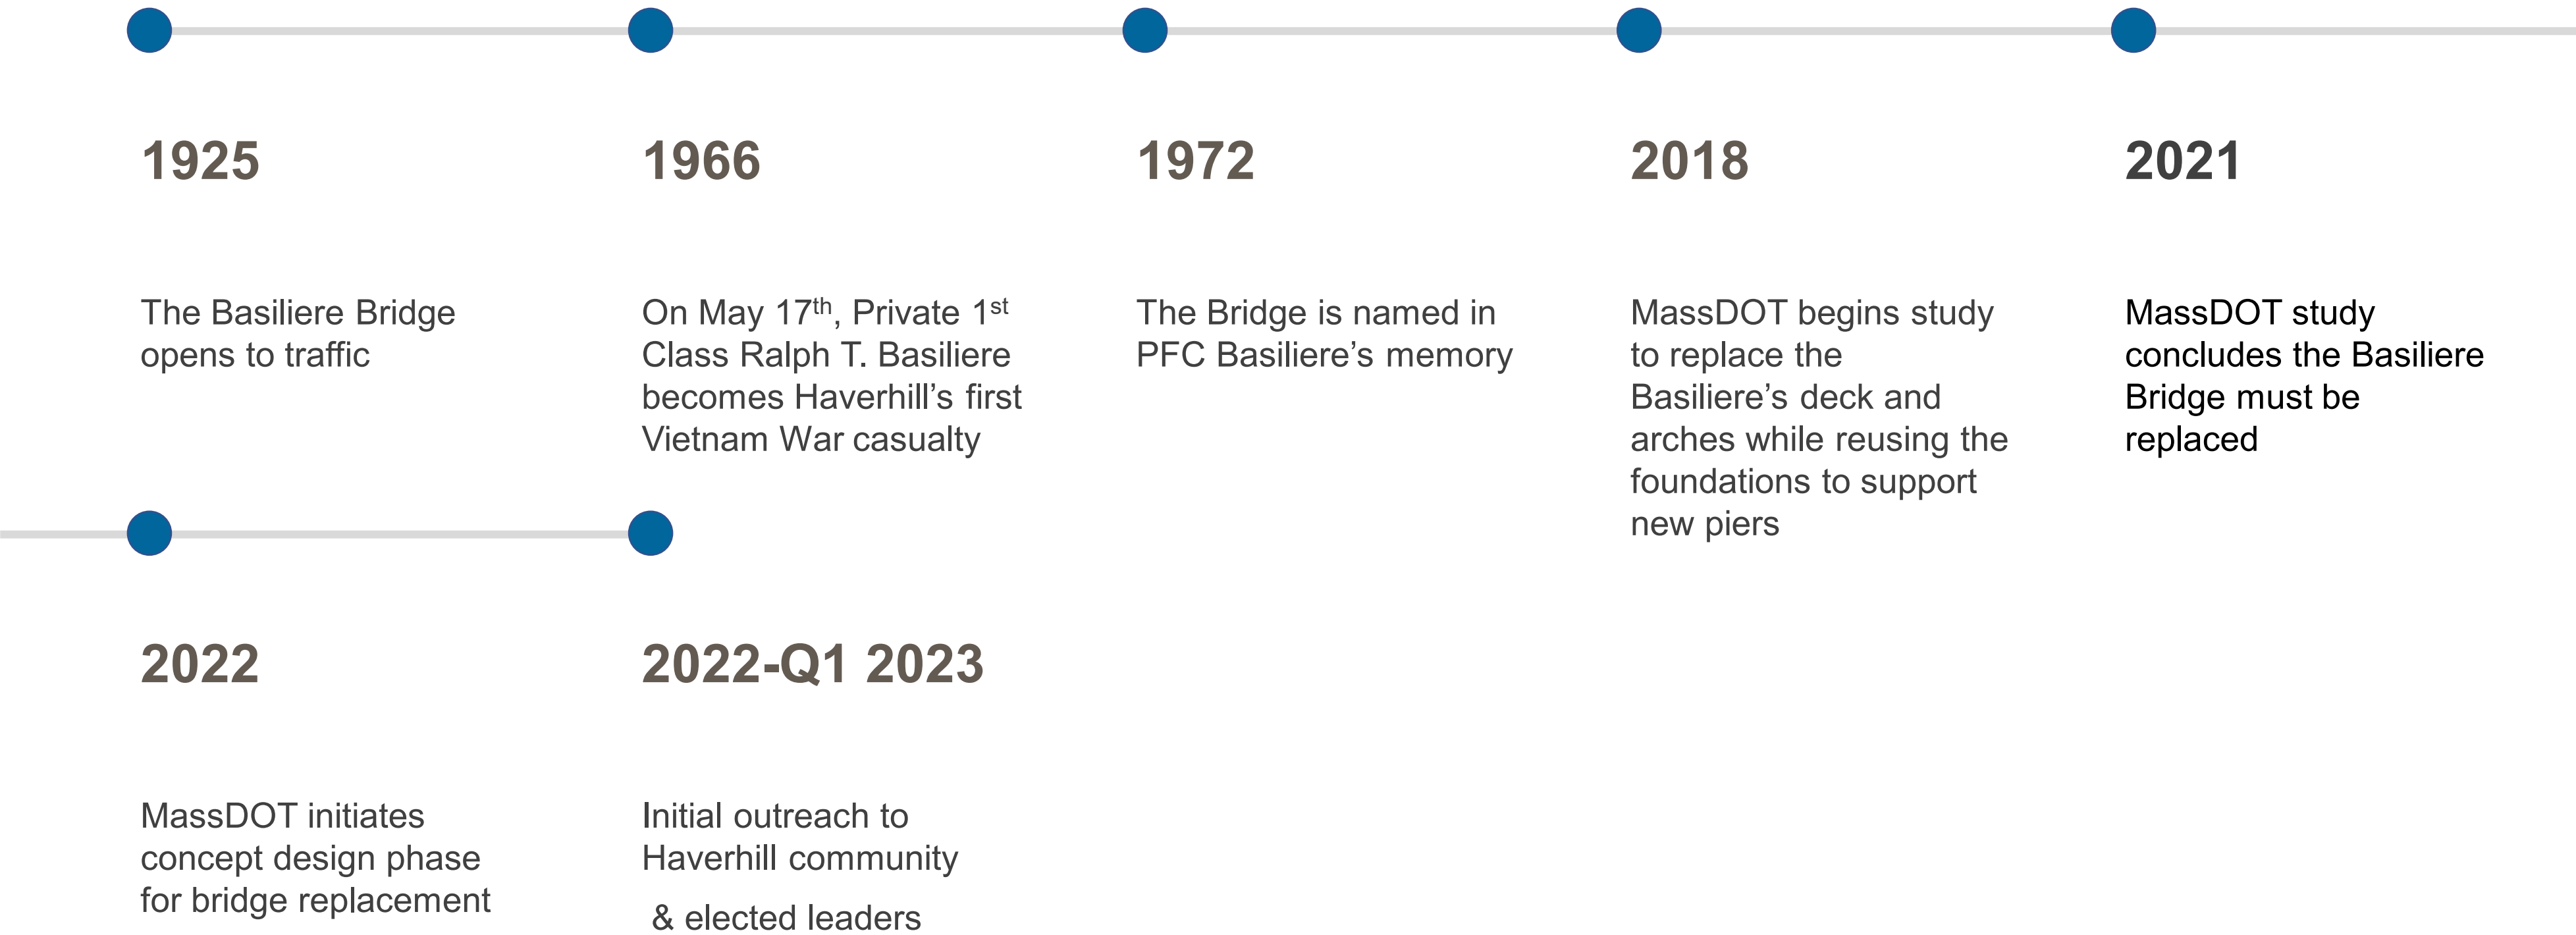 1925
The Basiliere Bridge
opens to traffic
1966
On May 17th, Private 1st
Class Ralph T. Basiliere
becomes Haverhill’s first
Vietnam War casualty
1972
The Bridge is named in
PFC Basiliere’s memory
2018
MassDOT begins study
to replace the
Basiliere’s deck and
arches while reusing the
foundations to support
new piers
2021
MassDOT study
concludes the Basiliere
Bridge must be
replaced
2022
MassDOT initiates
concept design phase
for bridge replacement
2022-Q1 2023
Initial outreach to
Haverhill community
& elected leaders